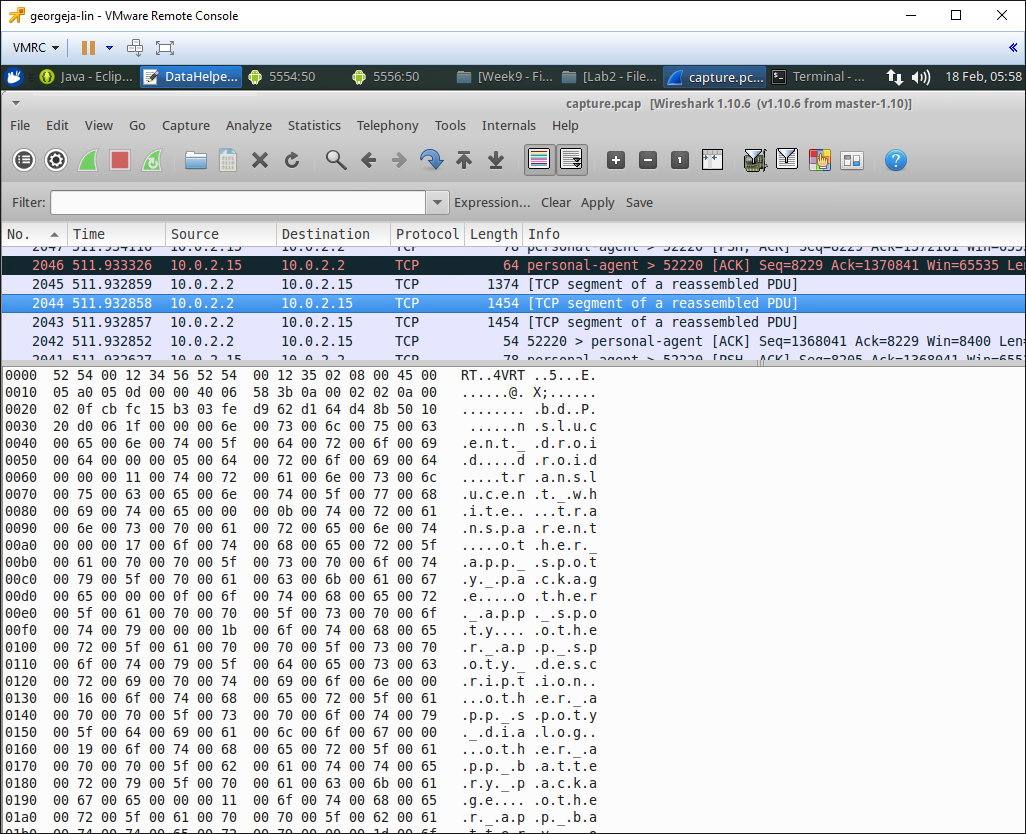 georgeja-lin - VMware Remote Console
VMRC
Java - Eclip... DataHelpe... 5554:50 5556:50 [Week9 - Fi... [Lab2 - File... capture.pc... Terminal - ... 18 Feb, 05:58
capture.pcap [Wireshark 1.10.6 (v1.10.6 from master-1.10)]
File Edit View Go Capture Analyze Statistics Telephony Tools Internals Help
Filter: Expression... Clear Apply Save
No. Time Source Destination Protocol Length Info
2047 511.934116 10.0.2.15 10.0.2.2 TCP 78 personal-agent > 52220 [PSH, ACK] Seq=8229 Ack=1372161 Win=6553
2046 511.933326 10.0.2.15 10.0.2.2 TCP 64 personal-agent > 52220 [ACK] Seq=8229 Ack=1370841 Win=65535 Len
2045 511.932859 10.0.2.2 10.0.2.15 TCP 1374 [TCP segment of a reassembled PDU]
2044 511.932858 10.0.2.2 10.0.2.15 TCP 1454 [TCP segment of a reassembled PDU]
2043 511.932857 10.0.2.2 10.0.2.15 TCP 1454 [TCP segment of a reassembled PDU]
2042 511.932852 10.0.2.2 10.0.2.15 TCP 54 52220 > personal-agent [ACK] Seq=1368041 Ack=8229 Win=8400 Len=
2041 511.932627 10.0.2.15 10.0.2.2 TCP 78 personal-agent > 52220 [PSH, ACK] Seq=8205 Ack=1368041 Win=6553
0000 52 54 00 12 34 56 52 54 00 12 35 02 08 00 45 00 RT..4VRT ..5...E.
0010 05 a0 05 0d 00 00 40 06 58 3b 0a 00 02 02 0a 00 ......@. X;......
0020 02 0f cb fc 15 b3 03 fe d9 62 d1 64 d4 8b 50 10 ........ .b.d..P.
0030 20 d0 06 1f 00 00 00 6e 00 73 00 6c 00 75 00 63 ......n .s.l.u.c
0040 00 65 00 6e 00 74 00 5f 00 64 00 72 00 6f 00 69 .e.n.t._ .d.r.o.i
0050 00 64 00 00 00 05 00 64 00 72 00 6f 00 69 00 64 .d.....d .r.o.i.d
0060 00 00 00 11 00 74 00 72 00 61 00 6e 00 73 00 6c .....t.r .a.n.s.l
0070 00 75 00 63 00 65 00 6e 00 74 00 5f 00 77 00 68 .u.c.e.n .t._.w.h
0080 00 69 00 74 00 65 00 00 00 0b 00 74 00 72 00 61 .i.t.e.. ...t.r.a
0090 00 6e 00 73 00 70 00 61 00 72 00 65 00 6e 00 74 .n.s.p.a .r.e.n.t
00a0 00 00 00 17 00 6f 00 74 00 68 00 65 00 72 00 5f .....o.t .h.e.r._
00b0 00 61 00 70 00 70 00 5f 00 73 00 70 00 6f 00 74 .a.p.p._ .s.p.o.t
00c0 00 79 00 5f 00 70 00 61 00 63 00 6b 00 61 00 67 .y._.p.a .c.k.a.g
00d0 00 65 00 00 00 0f 00 6f 00 74 00 68 00 65 00 72 .e.....o .t.h.e.r
00e0 00 5f 00 61 00 70 00 70 00 5f 00 73 00 70 00 6f ._.a.p.p ._.s.p.o
00f0 00 74 00 79 00 00 00 1b 00 6f 00 74 00 68 00 65 .t.y.... .o.t.h.e
0100 00 72 00 5f 00 61 00 70 00 70 00 5f 00 73 00 70 .r._.a.p .p._.s.p
0110 00 6f 00 74 00 79 00 5f 00 64 00 65 00 73 00 63 .o.t.y._ .d.e.s.c
0120 00 72 00 69 00 70 00 74 00 69 00 6f 00 6e 00 00 .r.i.p.t .i.o.n..
0130 00 16 00 6f 00 74 00 68 00 65 00 72 00 5f 00 61 ...o.t.h .e.r._.a
0140 00 70 00 70 00 5f 00 73 00 70 00 6f 00 74 00 79 .p.p._.s .p.o.t.y
0150 00 5f 00 64 00 69 00 61 00 6c 00 6f 00 67 00 00 ._.d.i.a .l.o.g..
0160 00 19 00 6f 00 74 00 68 00 65 00 72 00 5f 00 61 ...o.t.h .e.r._.a
0170 00 70 00 70 00 5f 00 62 00 61 00 74 00 74 00 65 .p.p._.b .a.t.t.e
0180 00 72 00 79 00 5f 00 70 00 61 00 63 00 6b 00 61 .r.y._.p .a.c.k.a
0190 00 67 00 65 00 00 00 11 00 6f 00 74 00 68 00 65 .g.e.... .o.t.h.e
01a0 00 72 00 5f 00 61 00 70 00 70 00 5f 00 62 00 61 .r._.a.p .p._.b.a
01b0 00 74 00 74 00 65 00 72 00 79 00 00 00 1d 00 6f .t.t.e.r .y.....o